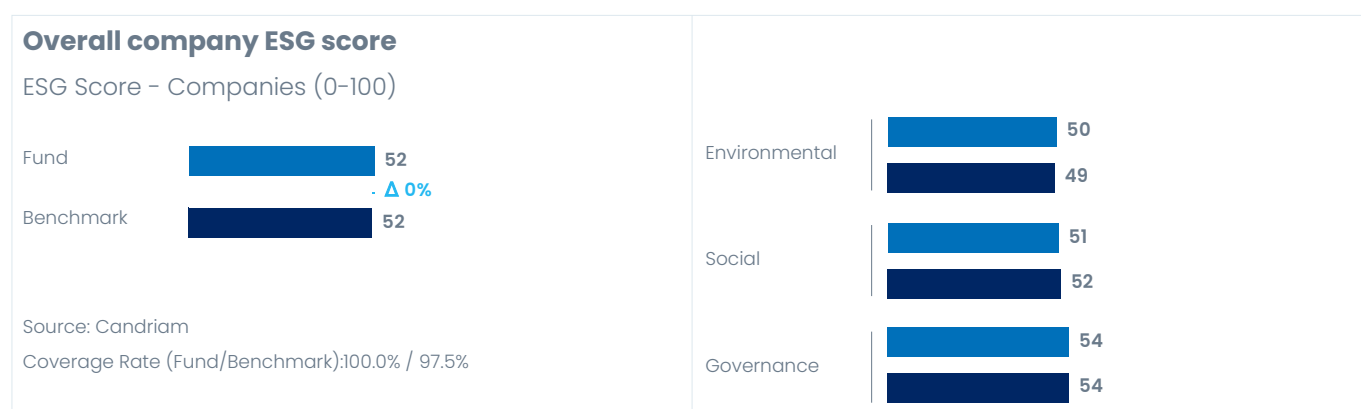 Overall company ESG score
ESG Score - Companies (0-100)
Fund
52
Δ 0%
Benchmark
52
Source: Candriam
Coverage Rate (Fund/Benchmark):100.0% / 97.5%
Environmental
50
49
Social
51
52
Governance
54
54